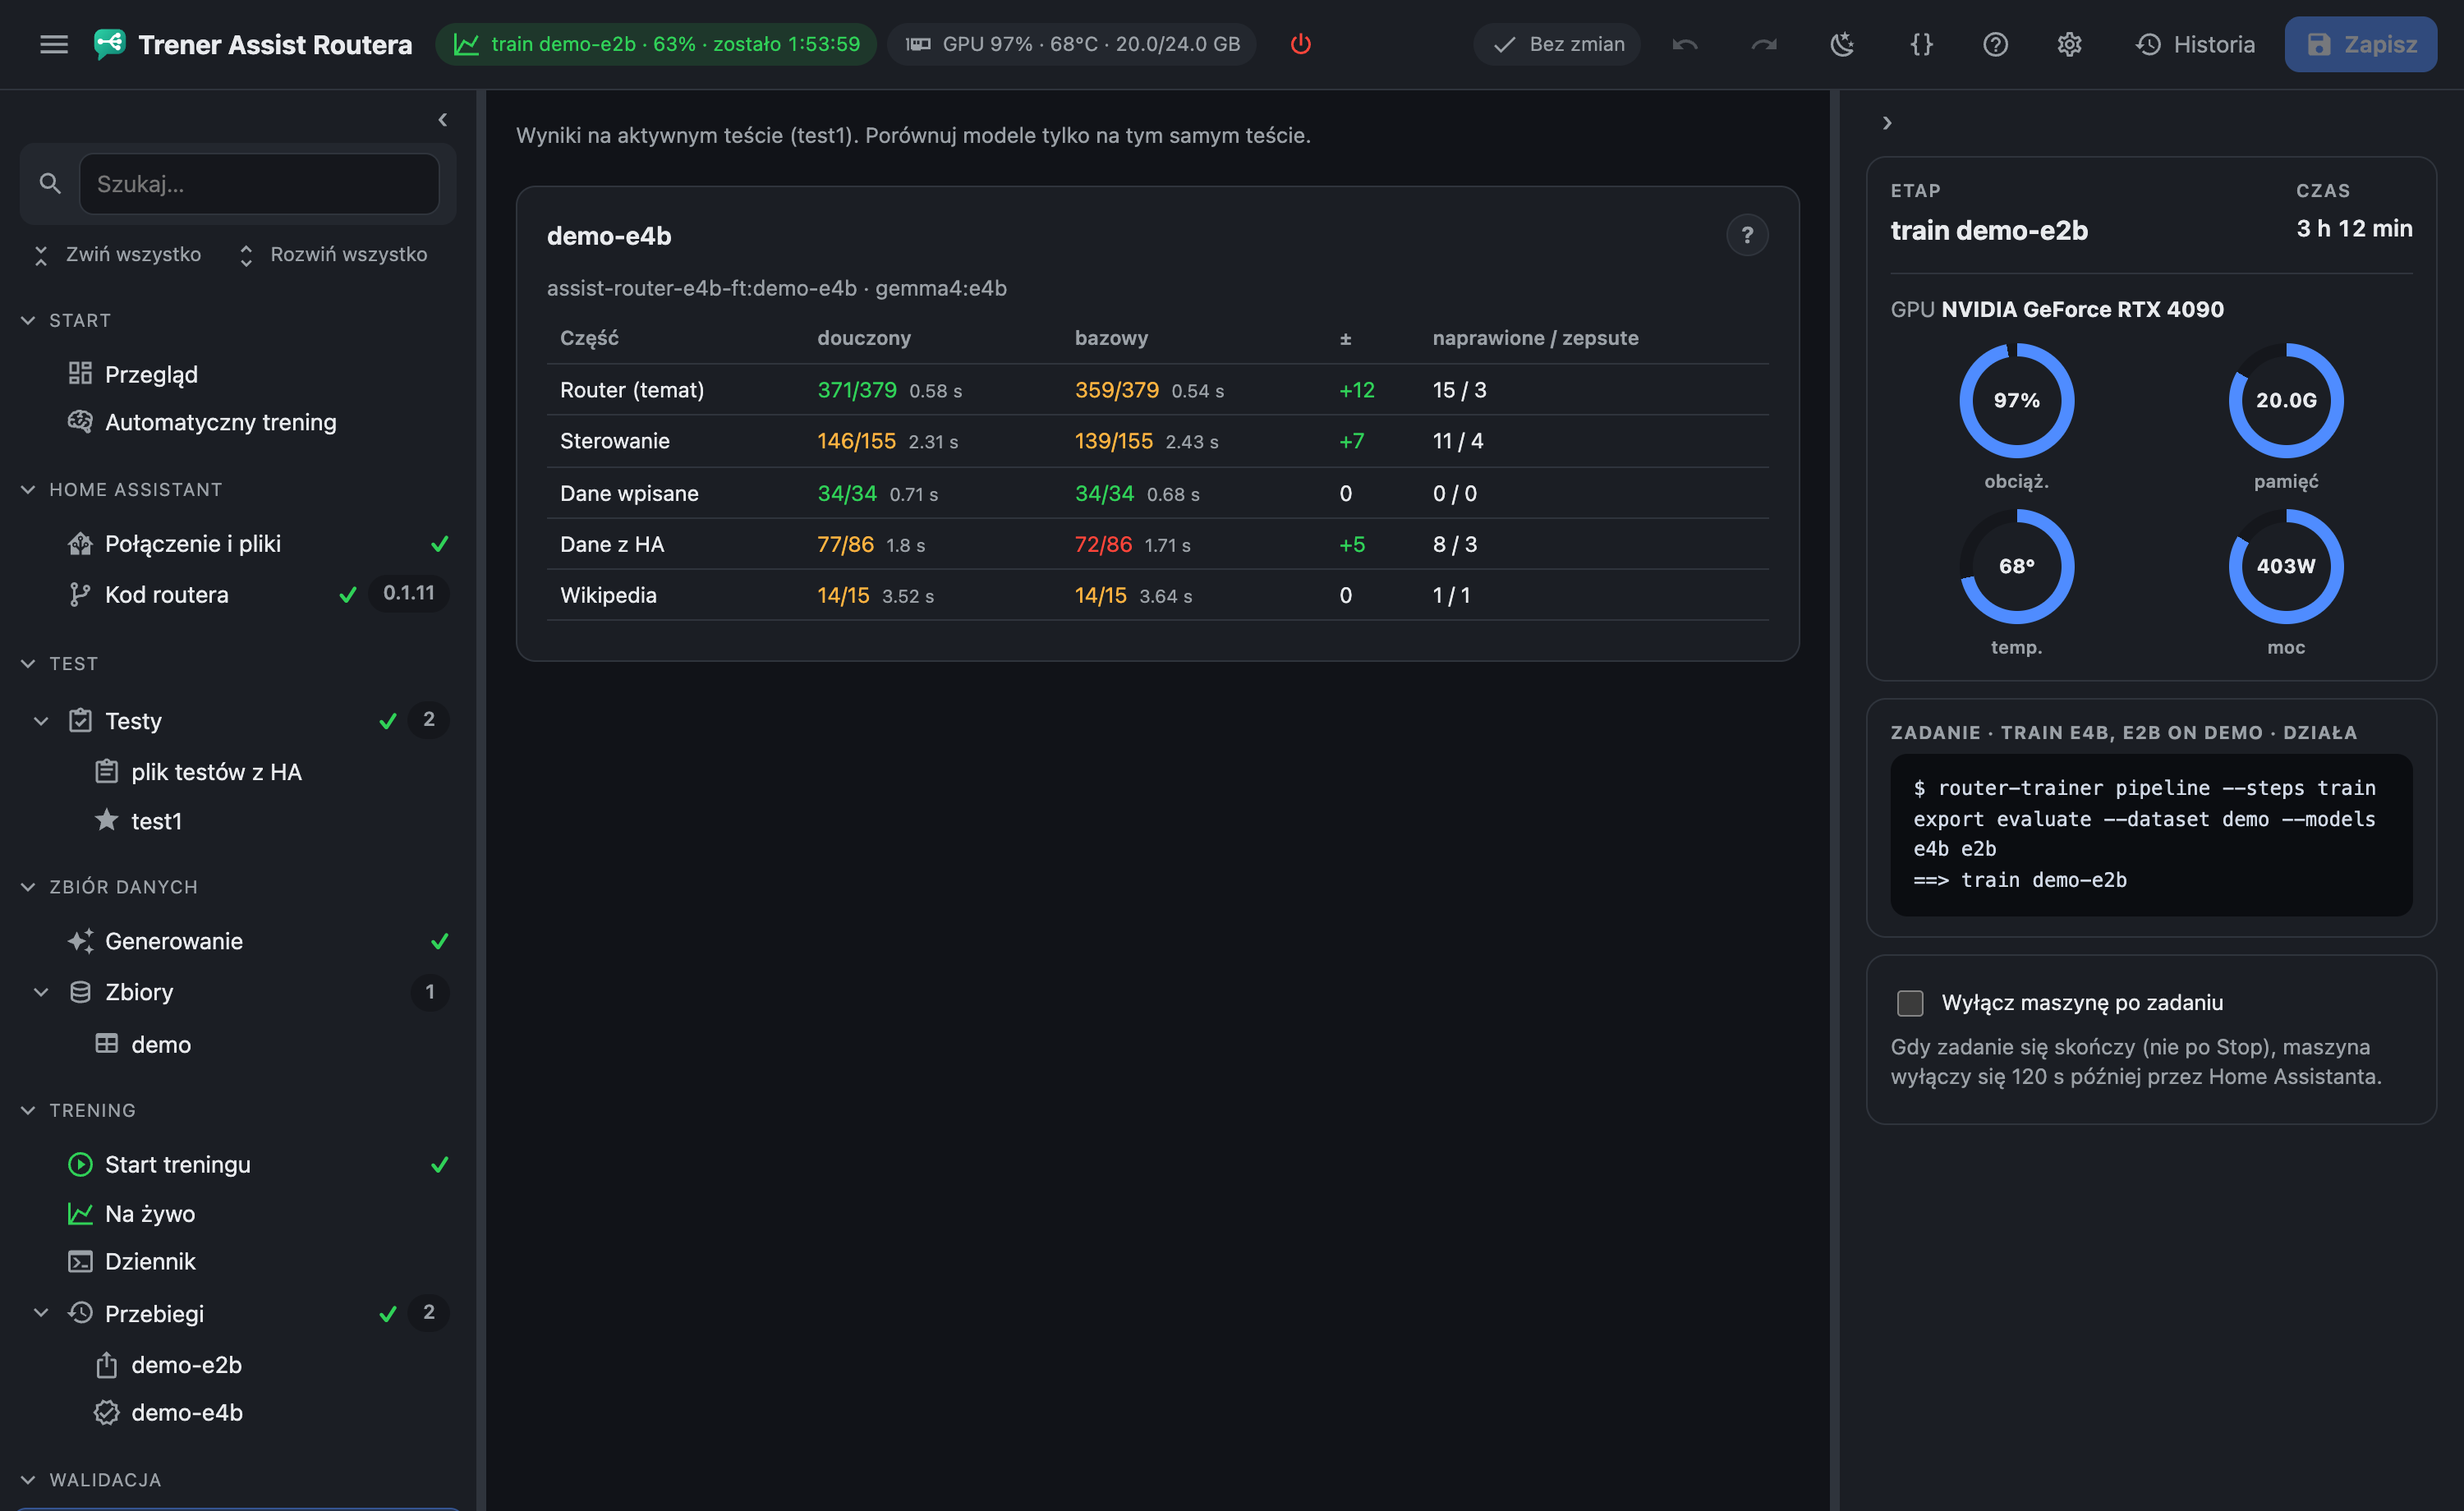 Trener Assist Routera
train demo-e2b · 63% · zostało 1:53:59
GPU 97% · 68°C · 20.0/24.0 GB
Bez zmian
{}
Historia
Zapisz
Szukaj...
Zwiń wszystko
Rozwiń wszystko
START
Przegląd
Automatyczny trening
HOME ASSISTANT
Połączenie i pliki
Kod routera 0.1.11
TEST
Testy 2
plik testów z HA
test1
ZBIÓR DANYCH
Generowanie
Zbiory 1
demo
TRENING
Start treningu
Na żywo
Dziennik
Przebiegi 2
demo-e2b
demo-e4b
WALIDACJA
Wyniki na aktywnym teście (test1). Porównuj modele tylko na tym samym teście.
demo-e4b ?
assist-router-e4b-ft:demo-e4b · gemma4:e4b
Część douczony bazowy ± naprawione / zepsute
Router (temat) 371/379 0.58 s 359/379 0.54 s +12 15 / 3
Sterowanie 146/155 2.31 s 139/155 2.43 s +7 11 / 4
Dane wpisane 34/34 0.71 s 34/34 0.68 s 0 0 / 0
Dane z HA 77/86 1.8 s 72/86 1.71 s +5 8 / 3
Wikipedia 14/15 3.52 s 14/15 3.64 s 0 1 / 1
ETAP CZAS
train demo-e2b 3 h 12 min
GPU NVIDIA GeForce RTX 4090
97% 20.0G
obciąż. pamięć
68° 403W
temp. moc
ZADANIE · TRAIN E4B, E2B ON DEMO · DZIAŁA
$ router-trainer pipeline --steps train
export evaluate --dataset demo --models
e4b e2b
==> train demo-e2b
Wyłącz maszynę po zadaniu
Gdy zadanie się skończy (nie po Stop), maszyna
wyłączy się 120 s później przez Home Assistanta.